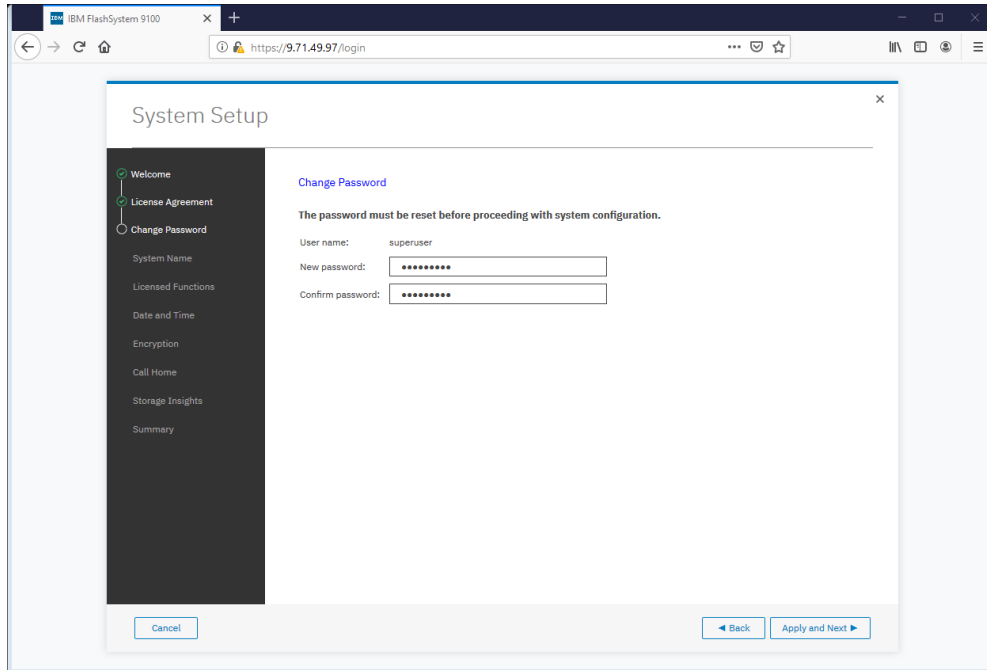 IBM FlashSystem 9100
https://9.71.49.97/login
System Setup
Welcome
License Agreement
Change Password
System Name
Licensed Functions
Date and Time
Encryption
Call Home
Storage Insights
Summary
Change Password
The password must be reset before proceeding with system configuration.
User name: superuser
New password: •••••••••
Confirm password: •••••••••
Cancel
Back
Apply and Next